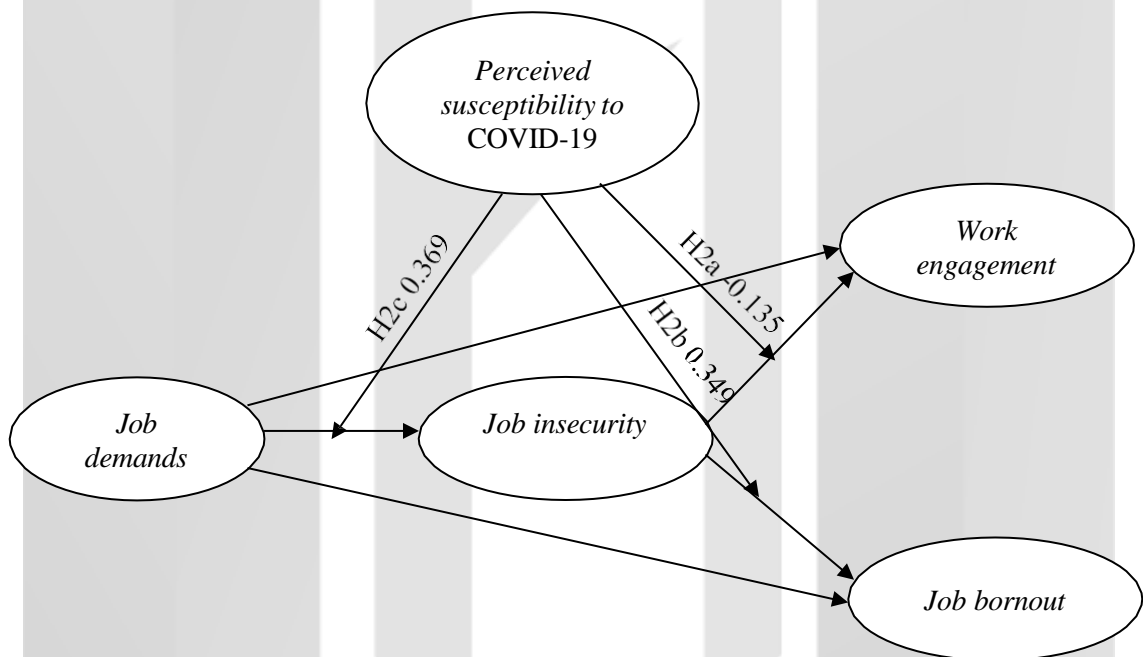 Perceived
susceptibility to
COVID-19
Work
engagement
H2c 0.369
H2a -0.135
H2b 0.349
Job
demands
Job insecurity
Job bornout